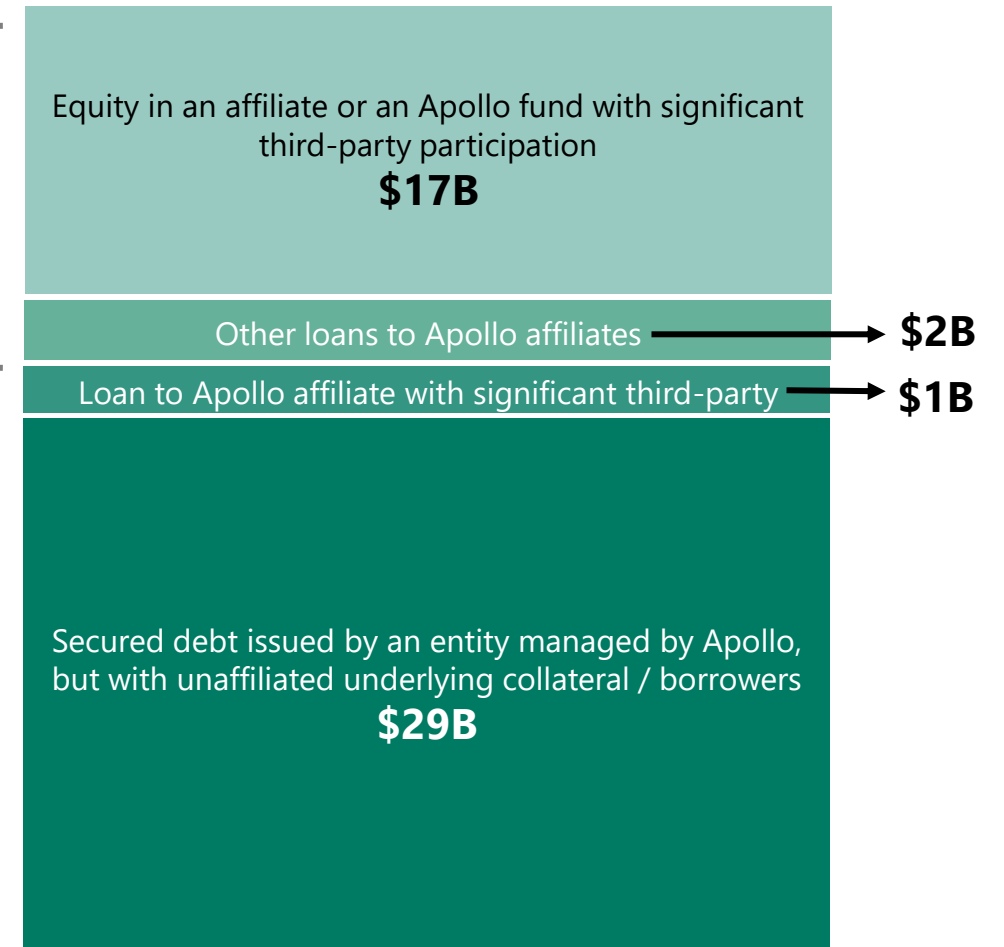 Equity in an affiliate or an Apollo fund with significant
third-party participation
$17B
Other loans to Apollo affiliates
$2B
Loan to Apollo affiliate with significant third-party
$1B
Secured debt issued by an entity managed by Apollo,
but with unaffiliated underlying collateral / borrowers
$29B